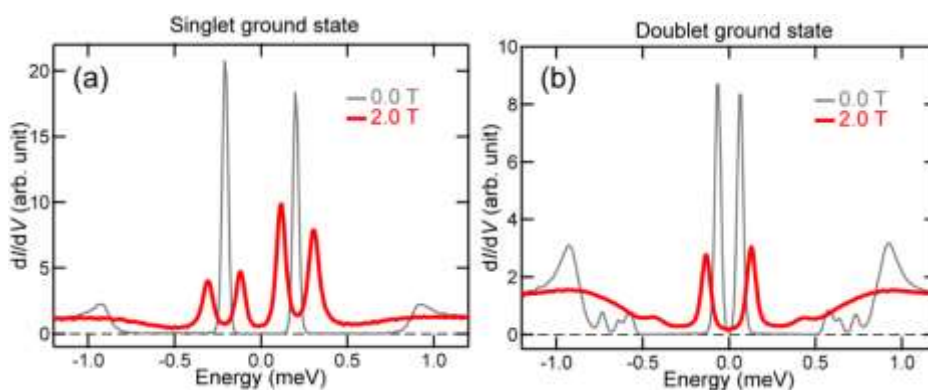 Singlet ground state
(a)
0.0 T
2.0 T
dI/dV (arb. unit)
20
15
10
5
0
-1.0 -0.5 0.0 0.5 1.0
Energy (meV)
Doublet ground state
(b)
0.0 T
2.0 T
dI/dV (arb. unit)
10
8
6
4
2
0
-1.0 -0.5 0.0 0.5 1.0
Energy (meV)